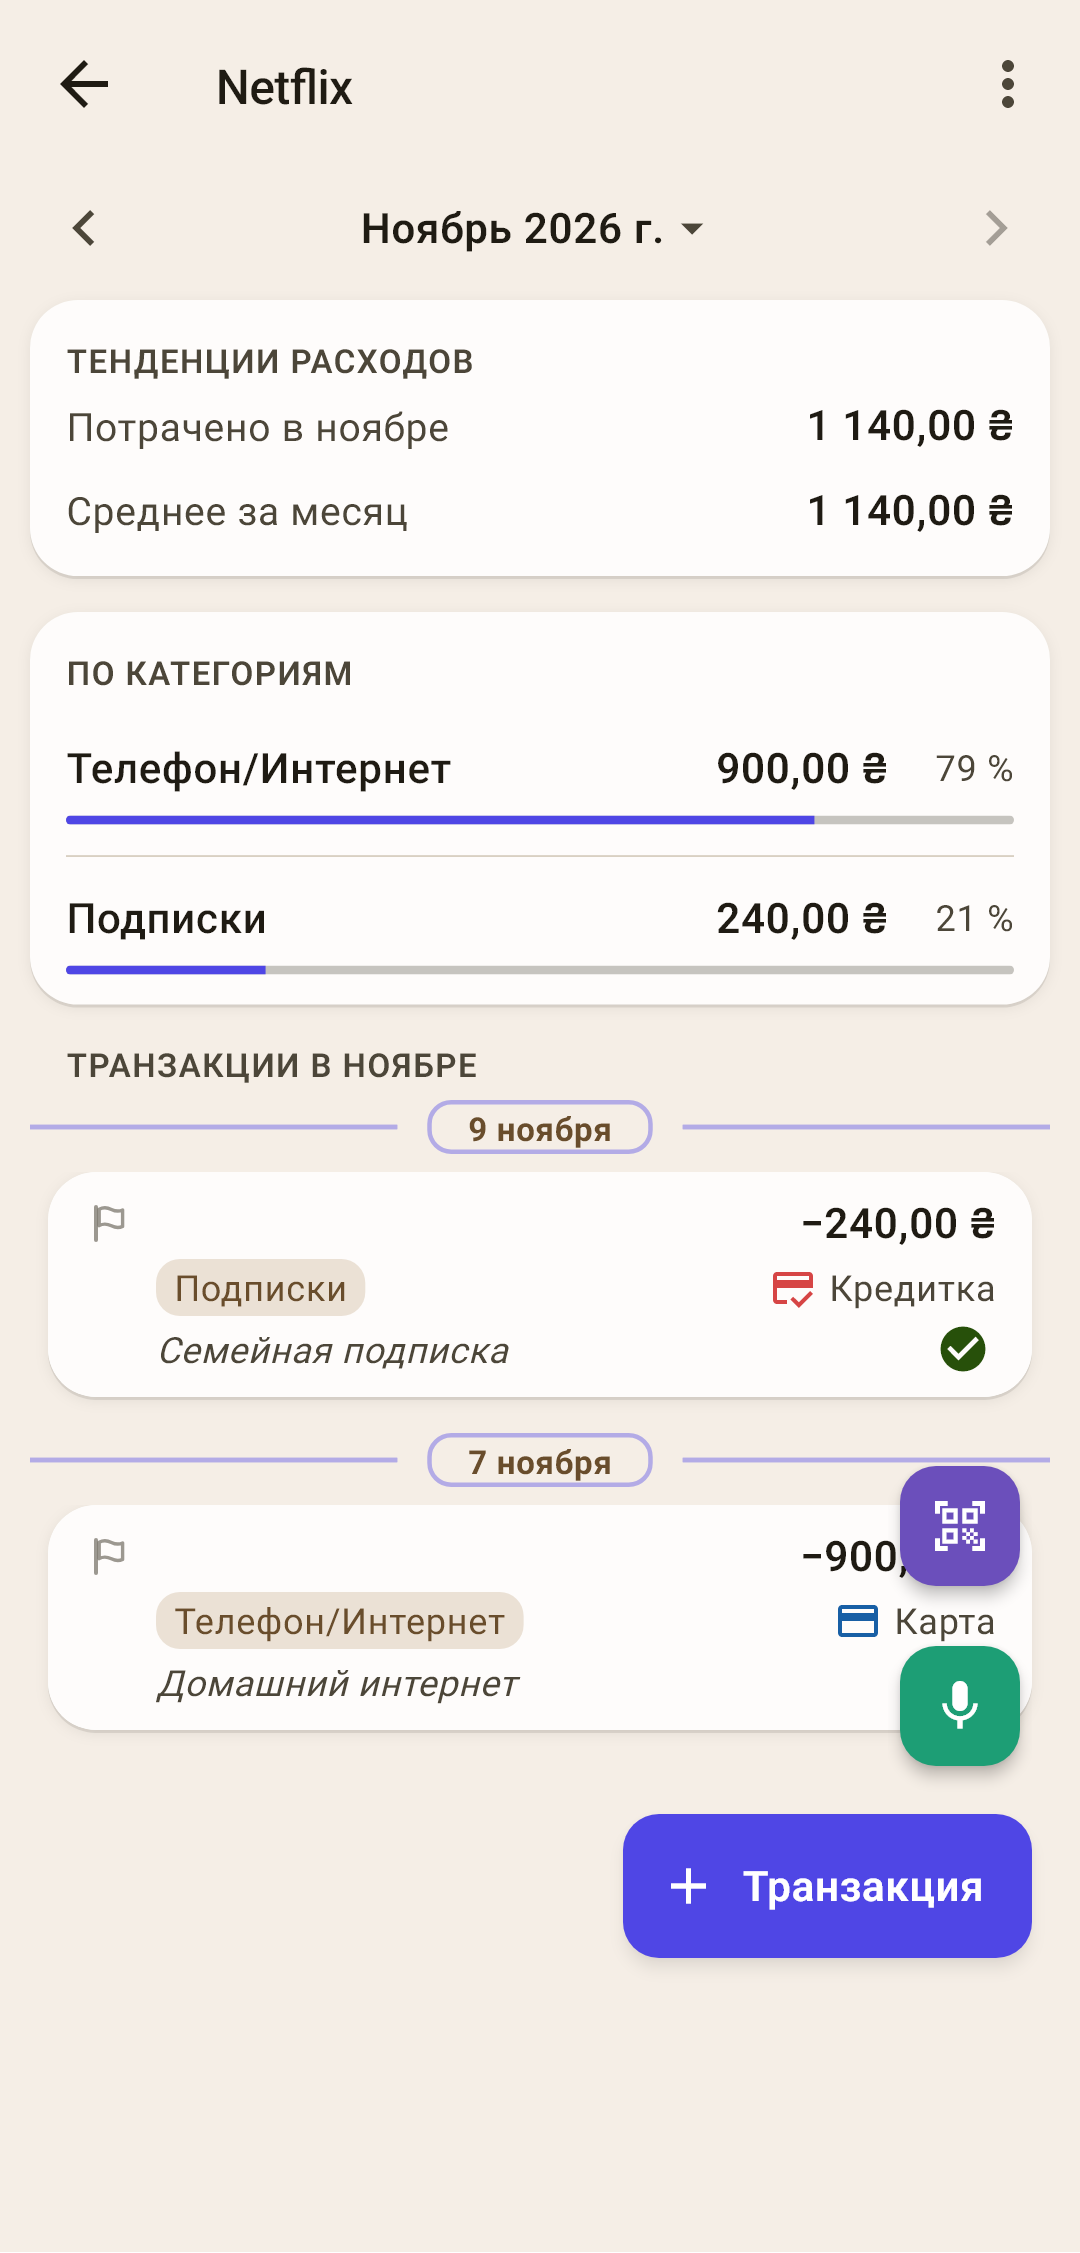 Netflix
Ноябрь 2026 г.
ТЕНДЕНЦИИ РАСХОДОВ
Потрачено в ноябре 1 140,00 ₴
Среднее за месяц 1 140,00 ₴
ПО КАТЕГОРИЯМ
Телефон/Интернет 900,00 ₴ 79 %
Подписки 240,00 ₴ 21 %
ТРАНЗАКЦИИ В НОЯБРЕ
9 ноября
−240,00 ₴
Подписки Кредитка
Семейная подписка
7 ноября
−900,
Телефон/Интернет Карта
Домашний интернет
Транзакция